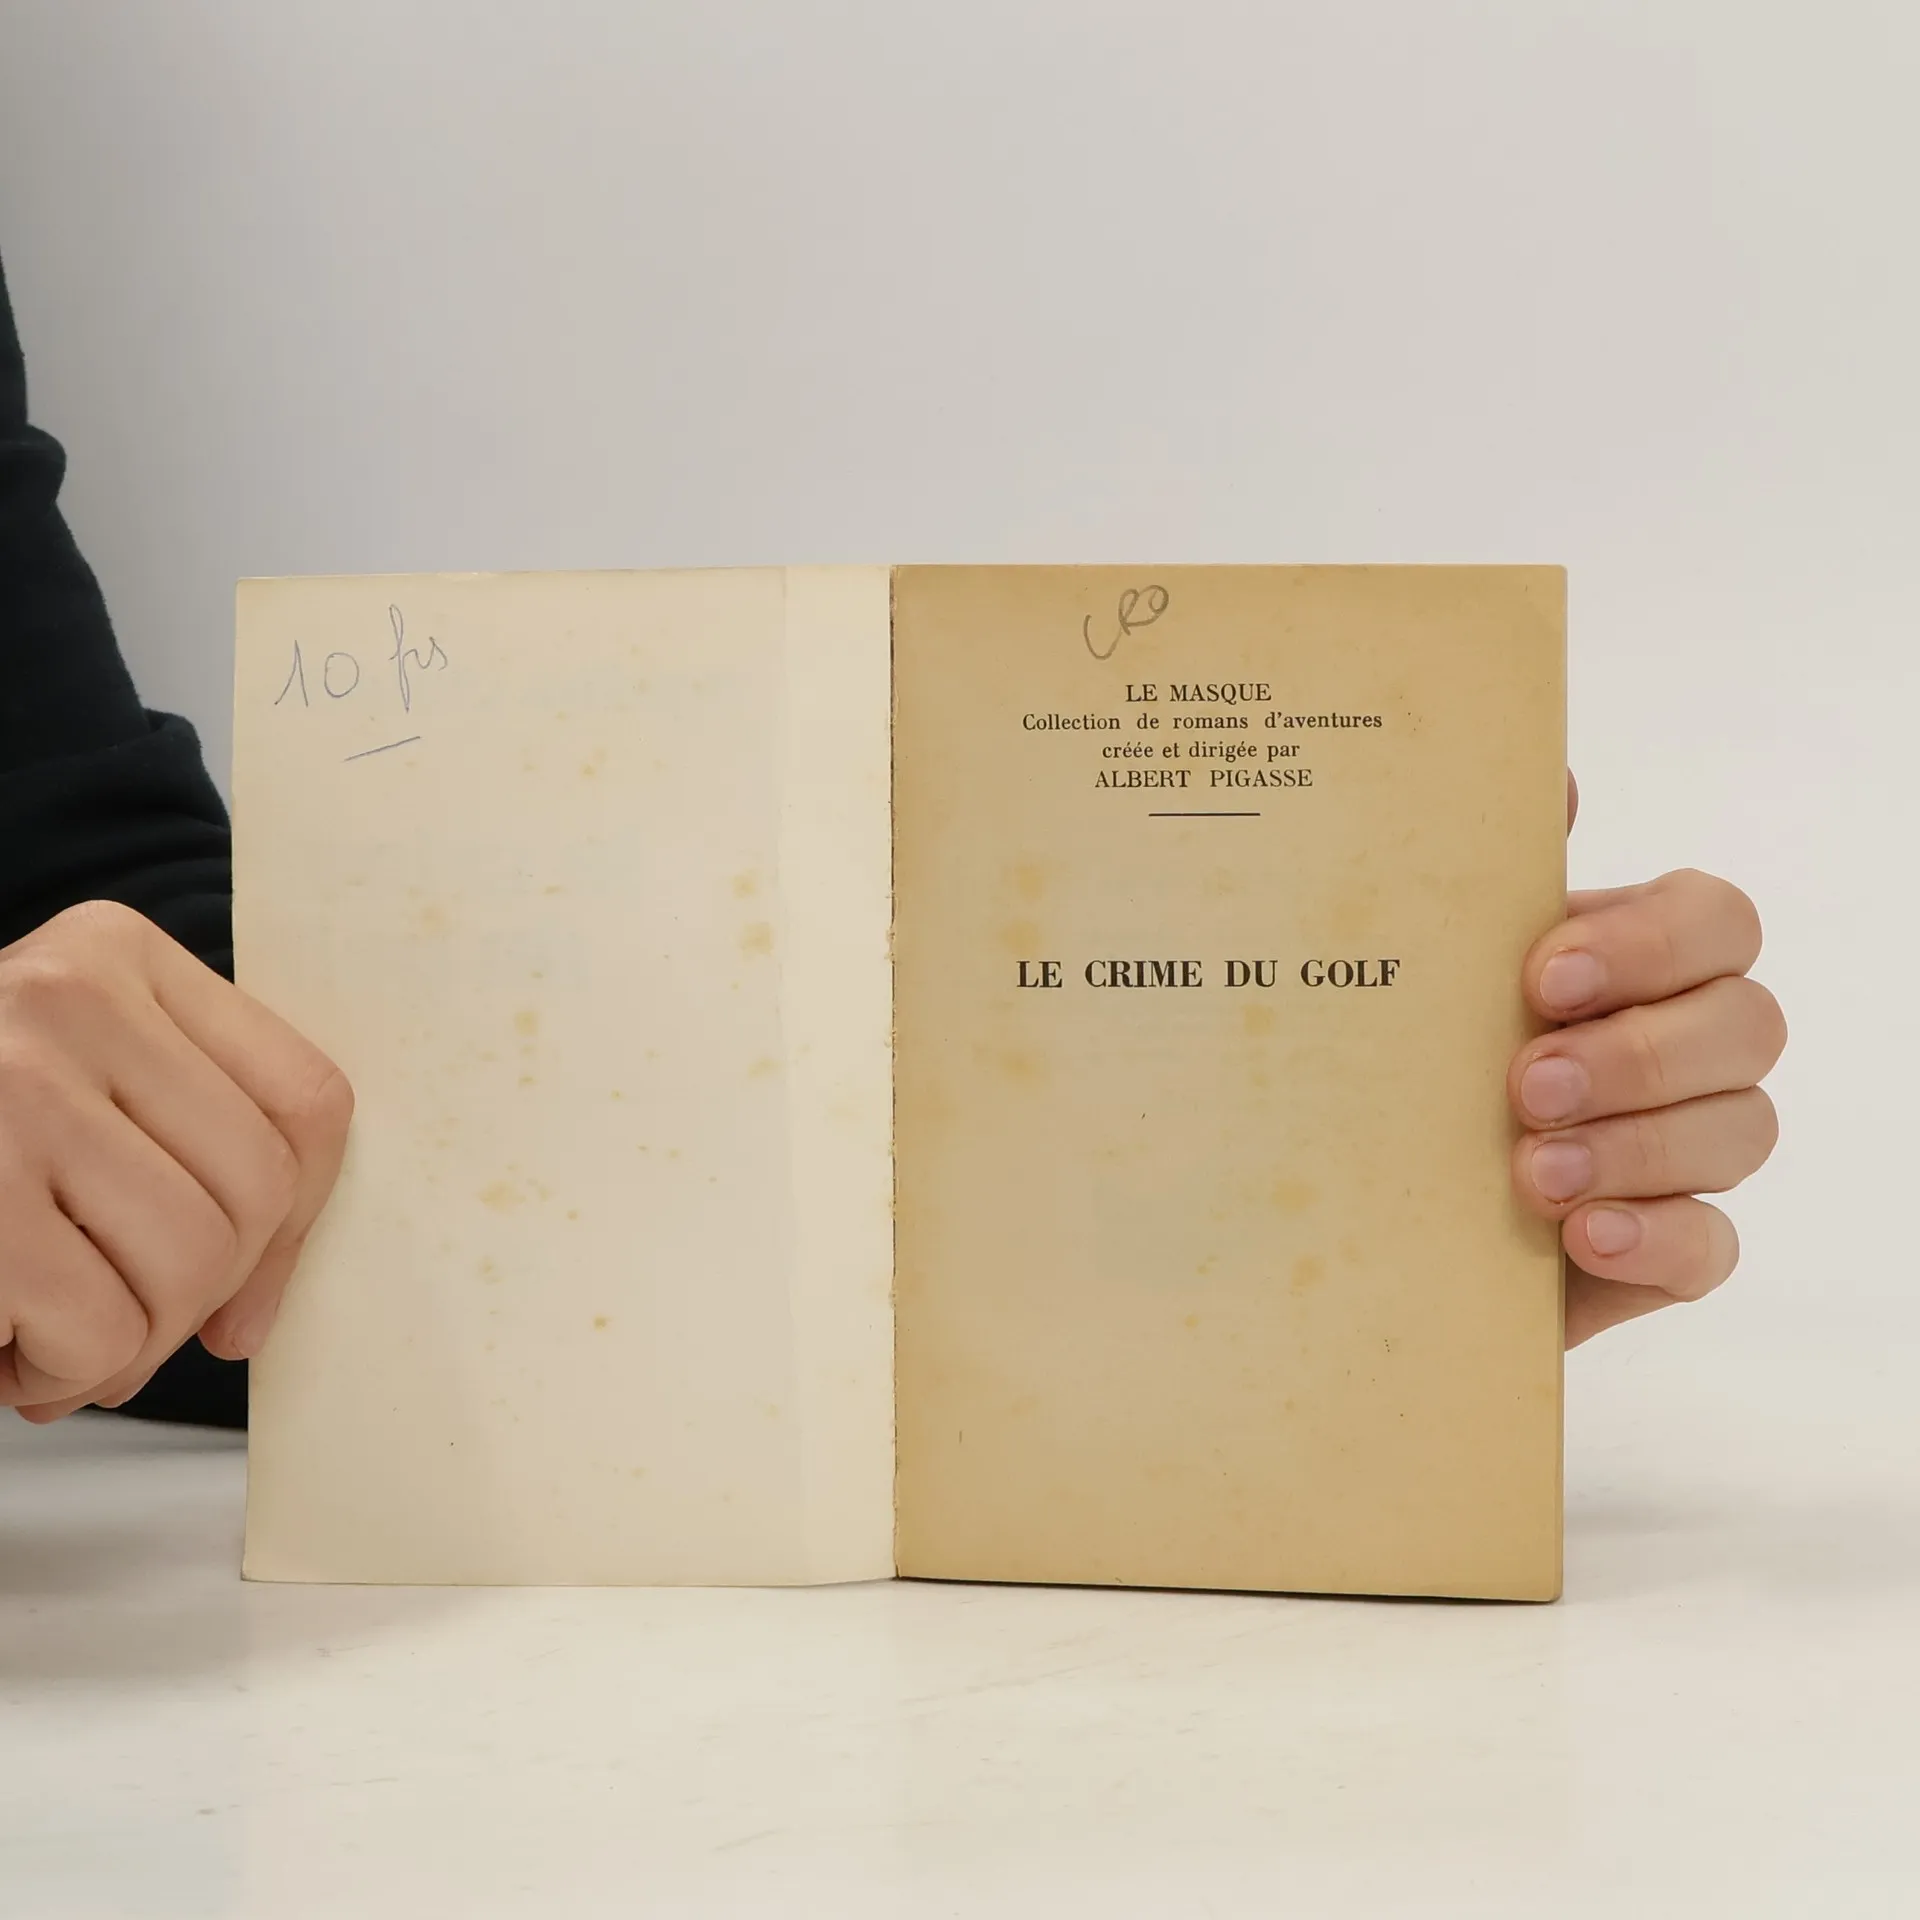 10 frs
LE MASQUE
Collection de romans d'aventures
créée et dirigée par
ALBERT PIGASSE
LE CRIME DU GOLF